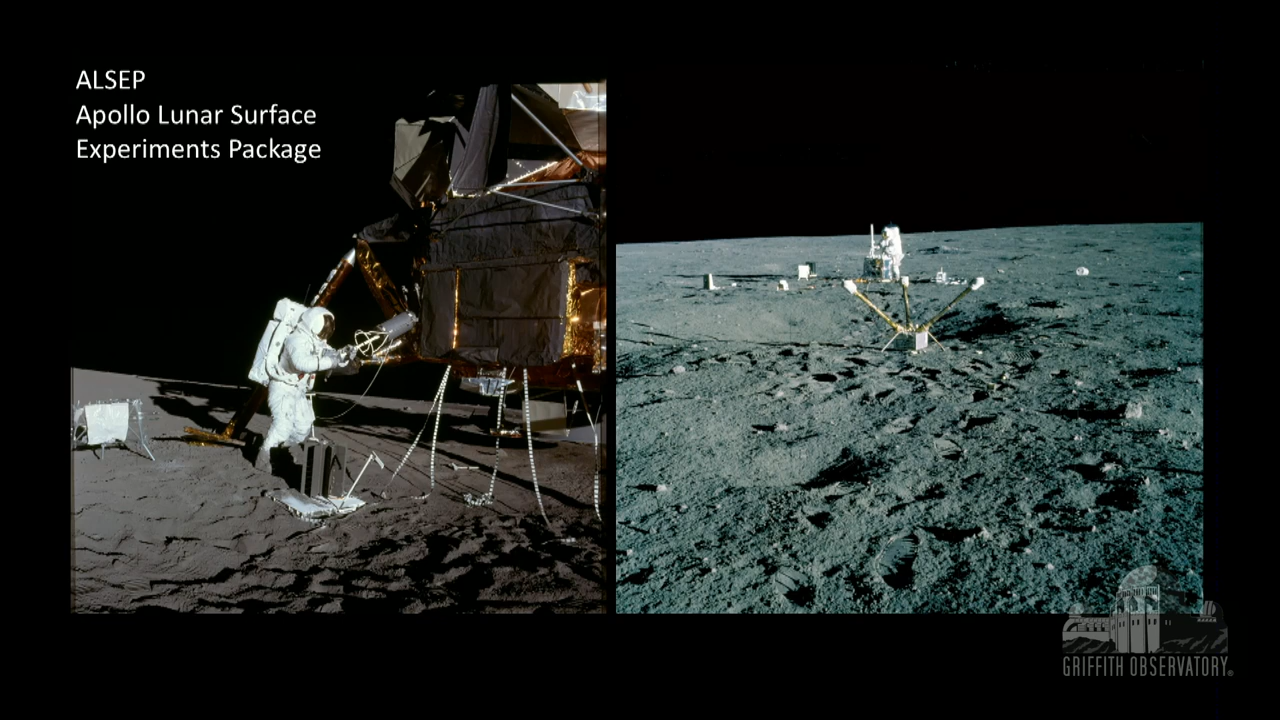 ALSEP
Apollo Lunar Surface
Experiments Package
GRIFFITH OBSERVATORY®